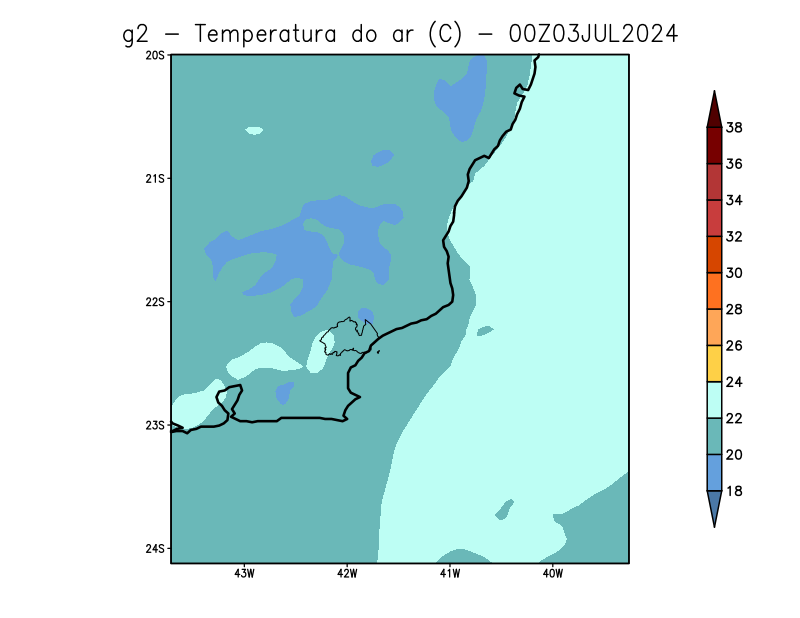 g2 – Temperatura do ar (C) – 00Z03JUL2024
20S
21S
22S
23S
24S
43W
42W
41W
40W
38
36
34
32
30
28
26
24
22
20
18